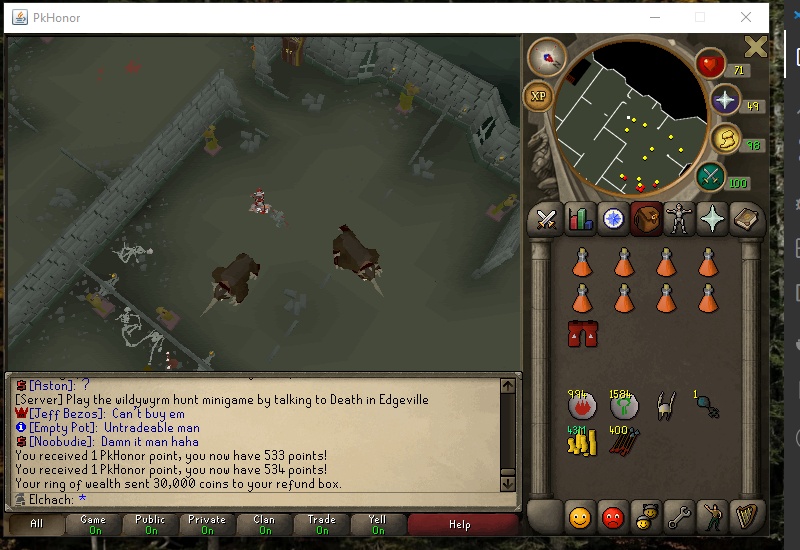 PkHonor
XP
71
49
98
100
[Aston]: ?
[Server] Play the wildywyrm hunt minigame by talking to Death in Edgeville
[Jeff Bezos]: Can't buy em
[Empty Pot]: Untradeable man
[Noobudie]: Damn it man haha
You received 1 PkHonor point, you now have 533 points!
You received 1 PkHonor point, you now have 534 points!
Your ring of wealth sent 30,000 coins to your refund box.
Elchach: *
994 1584 1
43M 400
All Game On Public On Private On Clan On Trade On Yell On Help